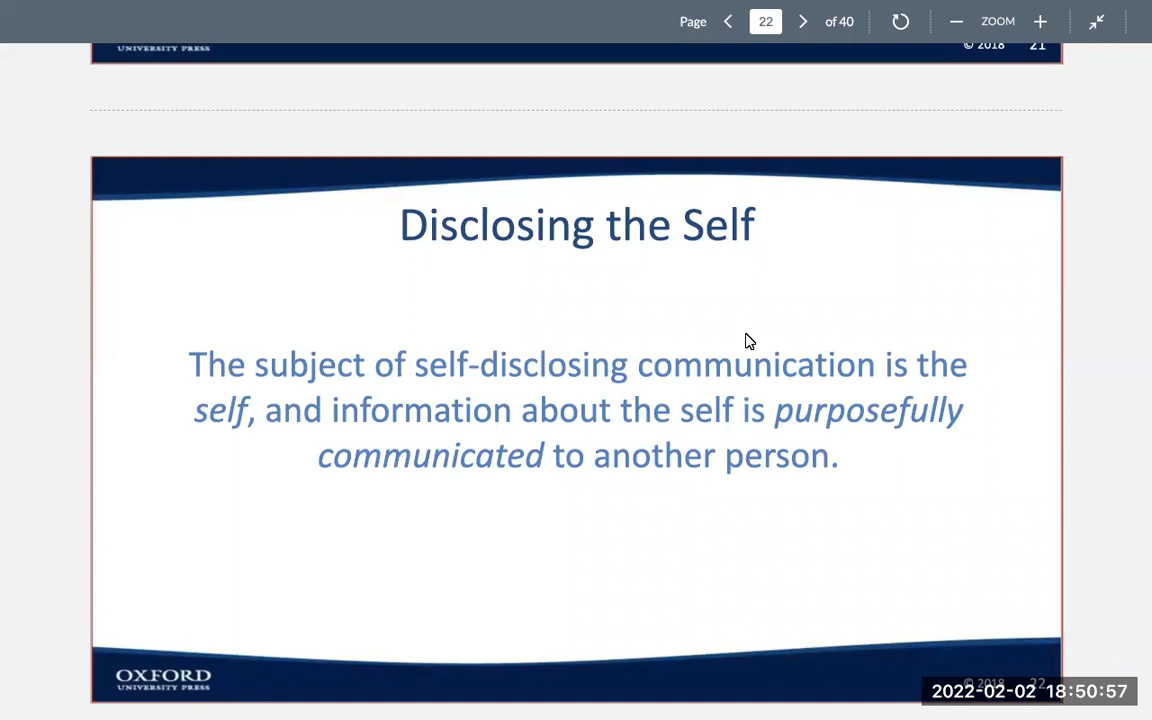 Page 22 of 40 ZOOM
UNIVERSITY PRESS © 2018 21
Disclosing the Self
The subject of self-disclosing communication is the
self, and information about the self is purposefully
communicated to another person.
OXFORD
UNIVERSITY PRESS © 2018 22
2022-02-02 18:50:57